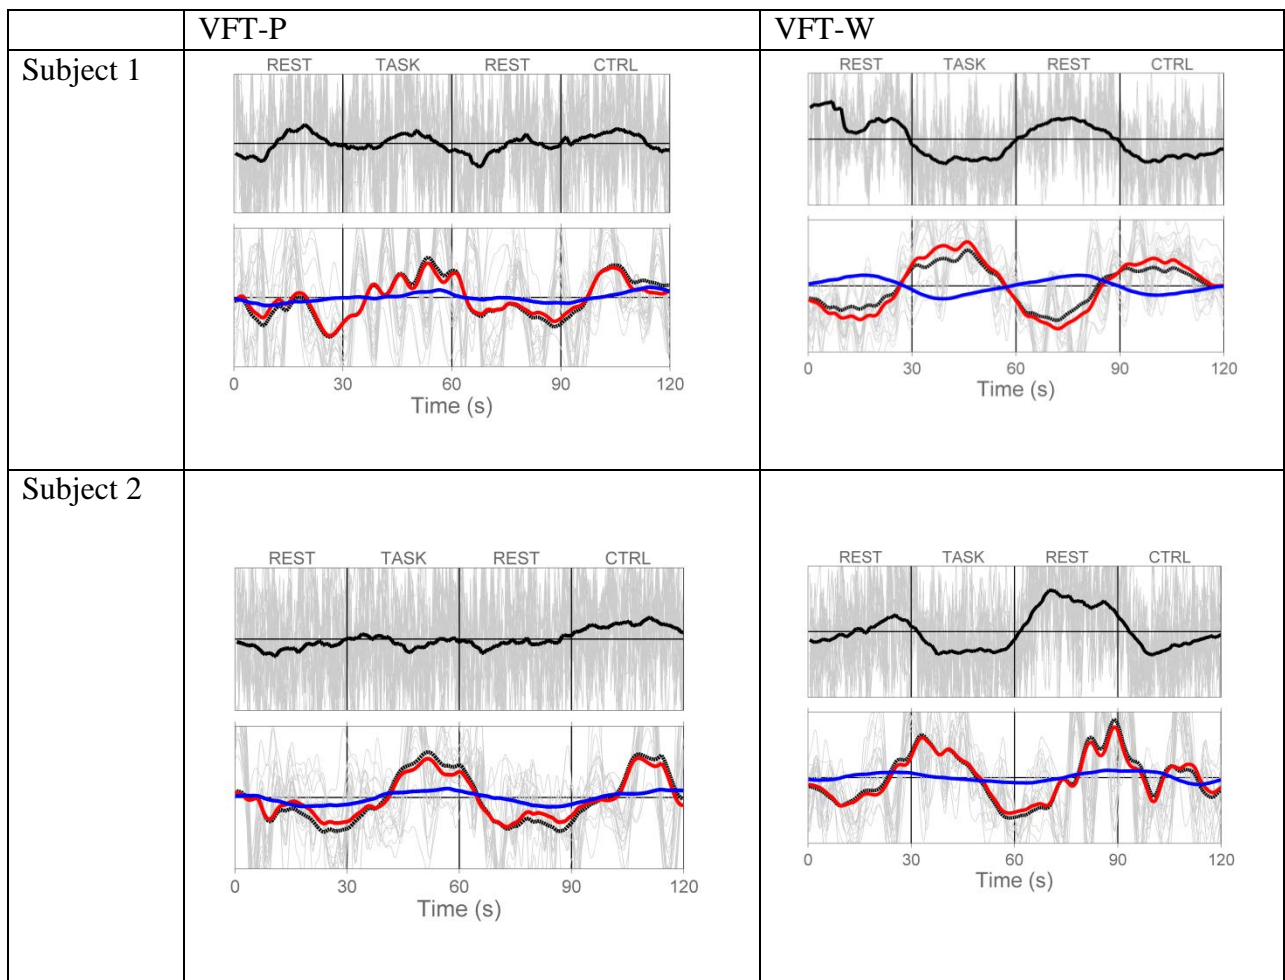 VFT-P VFT-W
Subject 1
REST TASK REST CTRL
0 30 60 90 120
Time (s)
REST TASK REST CTRL
0 30 60 90 120
Time (s)
Subject 2
REST TASK REST CTRL
0 30 60 90 120
Time (s)
REST TASK REST CTRL
0 30 60 90 120
Time (s)